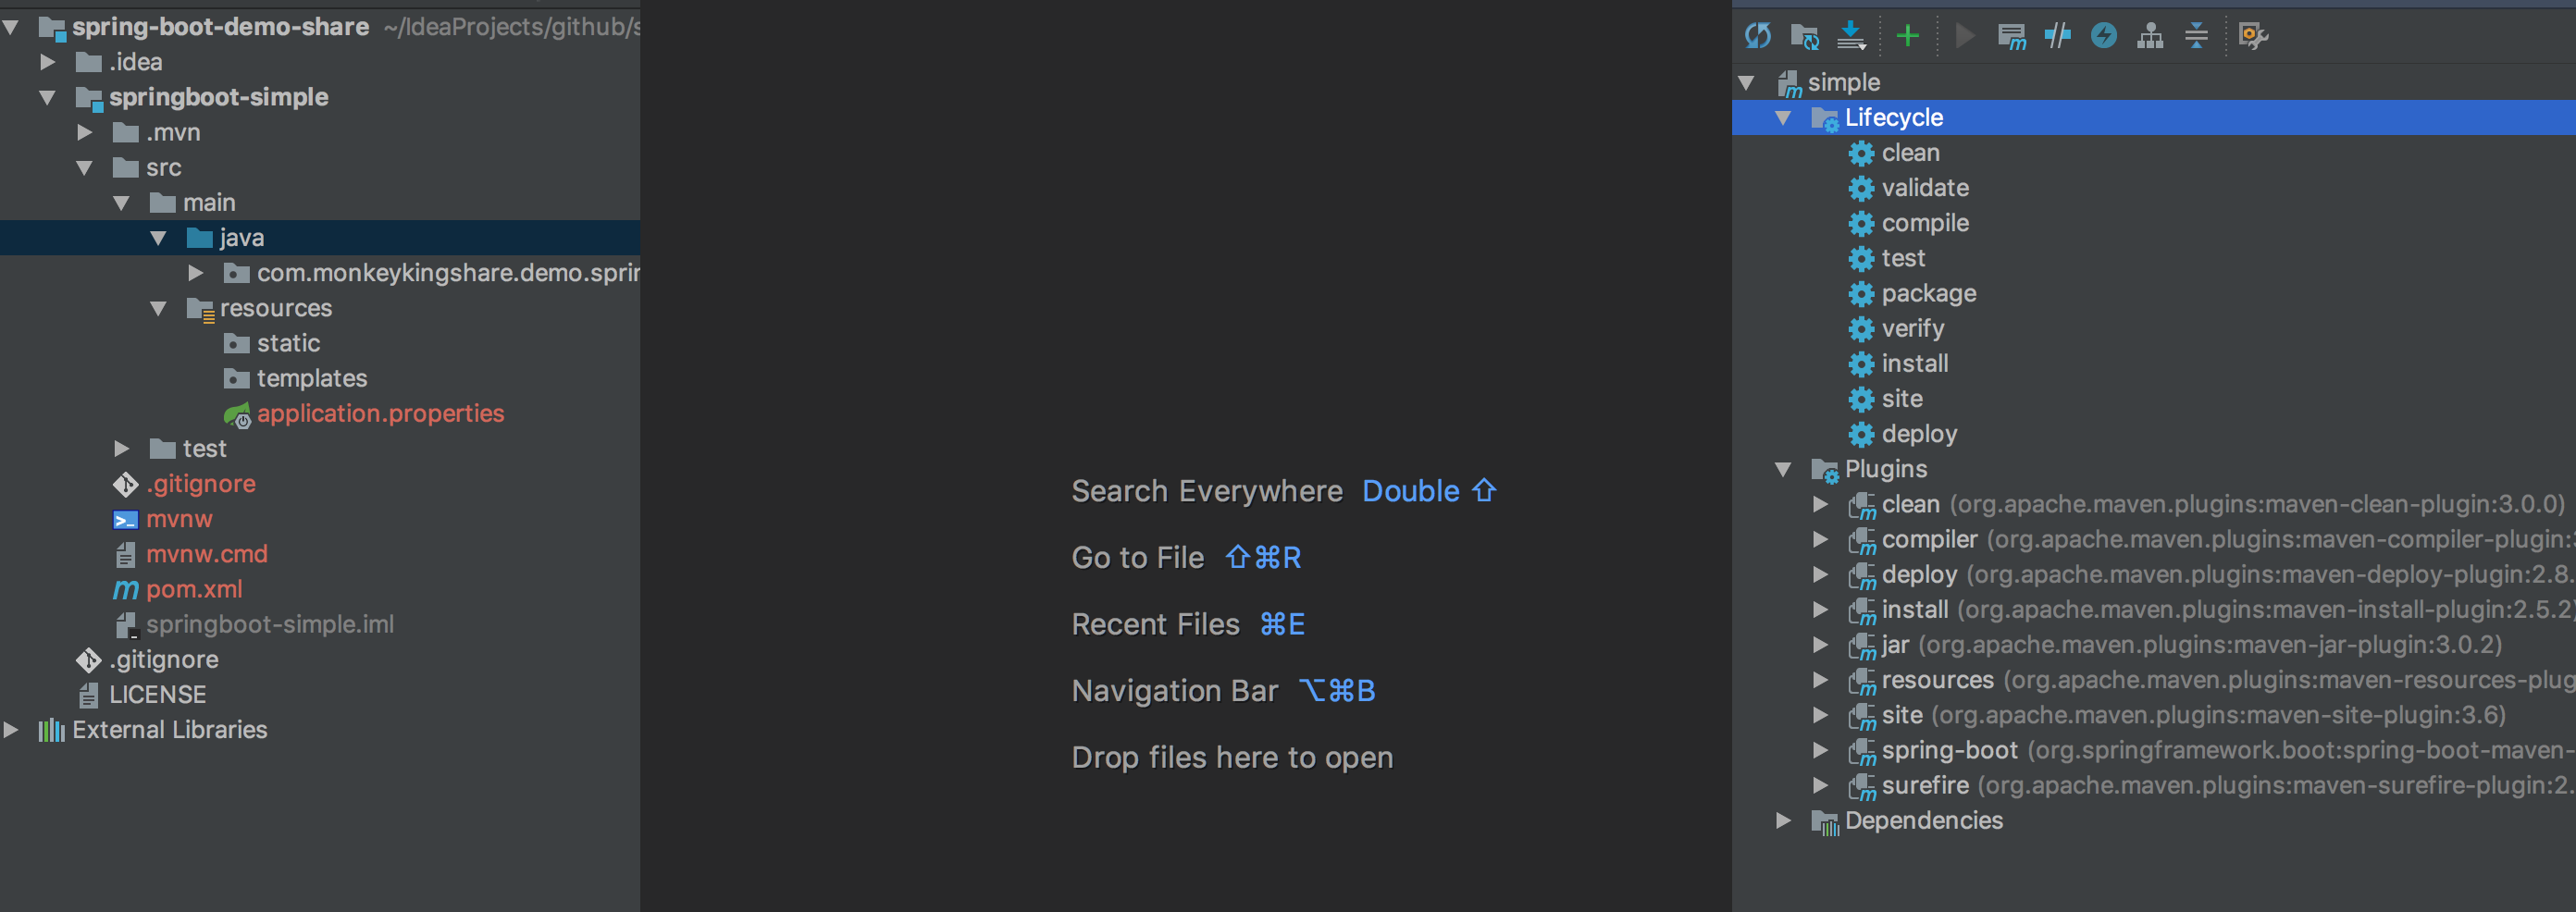 spring-boot-demo-share ~/IdeaProjects/github/s
.idea
springboot-simple
.mvn
src
main
java
com.monkeykingshare.demo.sprin
resources
static
templates
application.properties
test
.gitignore
mvnw
mvnw.cmd
pom.xml
springboot-simple.iml
.gitignore
LICENSE
External Libraries
Search Everywhere Double ⇧
Go to File ⇧⌘R
Recent Files ⌘E
Navigation Bar ⌥⌘B
Drop files here to open
simple
Lifecycle
clean
validate
compile
test
package
verify
install
site
deploy
Plugins
clean (org.apache.maven.plugins:maven-clean-plugin:3.0.0)
compiler (org.apache.maven.plugins:maven-compiler-plugin:
deploy (org.apache.maven.plugins:maven-deploy-plugin:2.8.
install (org.apache.maven.plugins:maven-install-plugin:2.5.2)
jar (org.apache.maven.plugins:maven-jar-plugin:3.0.2)
resources (org.apache.maven.plugins:maven-resources-plug
site (org.apache.maven.plugins:maven-site-plugin:3.6)
spring-boot (org.springframework.boot:spring-boot-maven-
surefire (org.apache.maven.plugins:maven-surefire-plugin:2.
Dependencies